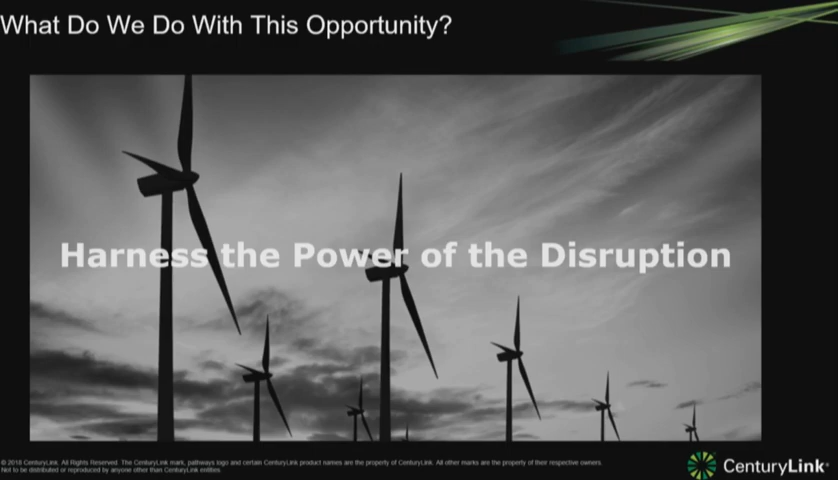 What Do We Do With This Opportunity?
Harness the Power of the Disruption
© 2018 CenturyLink. All Rights Reserved. The CenturyLink mark, pathways logo and certain CenturyLink product names are the property of CenturyLink. All other marks are the property of their respective owners.
Not to be distributed or reproduced by anyone other than CenturyLink entities.
CenturyLink®